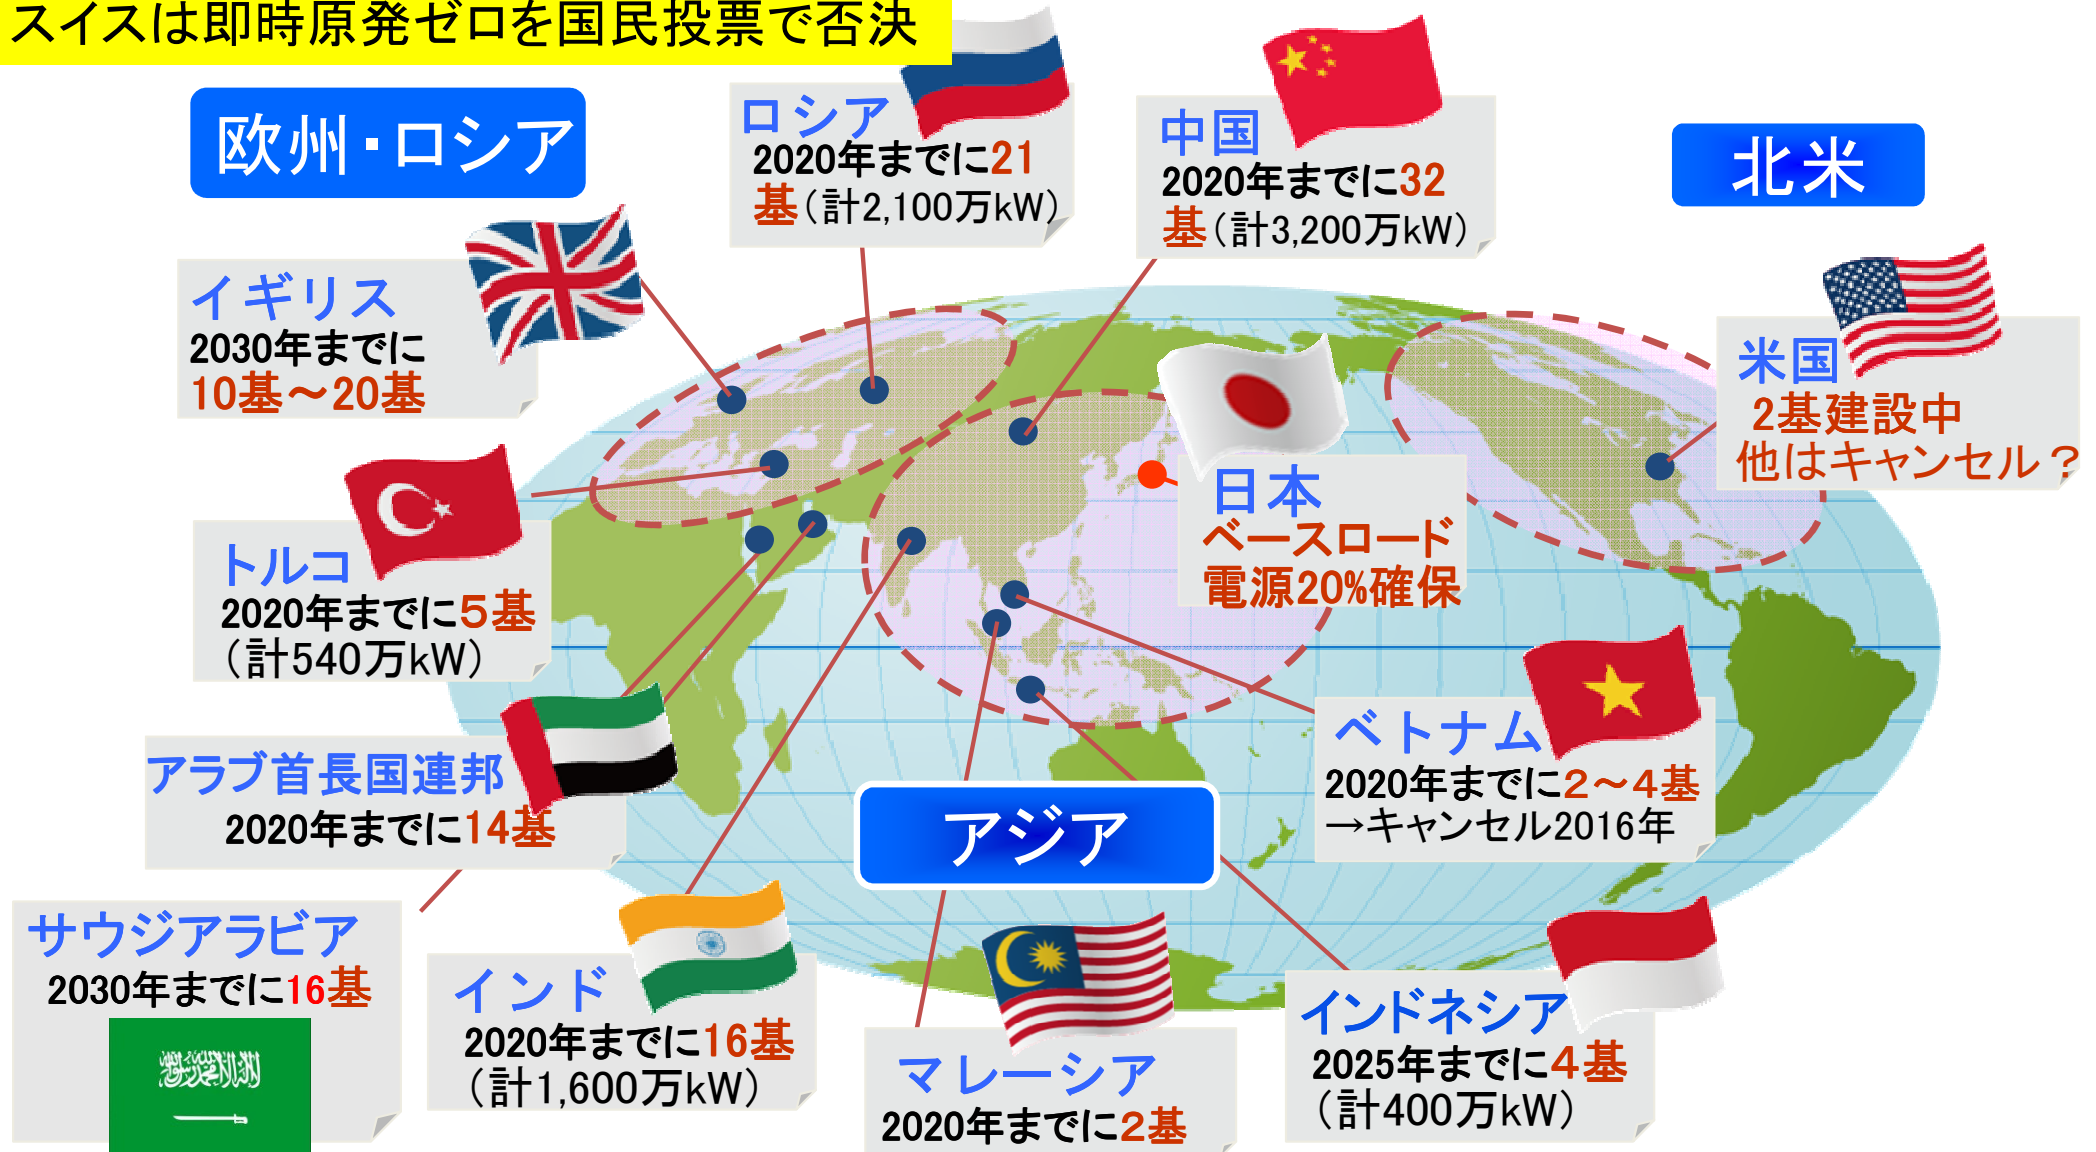 スイスは即時原発ゼロを国民投票で否決
欧州・ロシア
ロシア
2020年までに21
基（計2,100万kW）
中国
2020年までに32
基（計3,200万kW）
北米
イギリス
2030年までに
10基～20基
米国
2基建設中
他はキャンセル？
日本
ベースロード
電源20%確保
トルコ
2020年までに５基
（計540万kW）
アラブ首長国連邦
2020年までに14基
アジア
ベトナム
2020年までに２～４基
→キャンセル2016年
サウジアラビア
2030年までに16基
インド
2020年までに16基
（計1,600万kW）
マレーシア
2020年までに２基
インドネシア
2025年までに４基
（計400万kW）